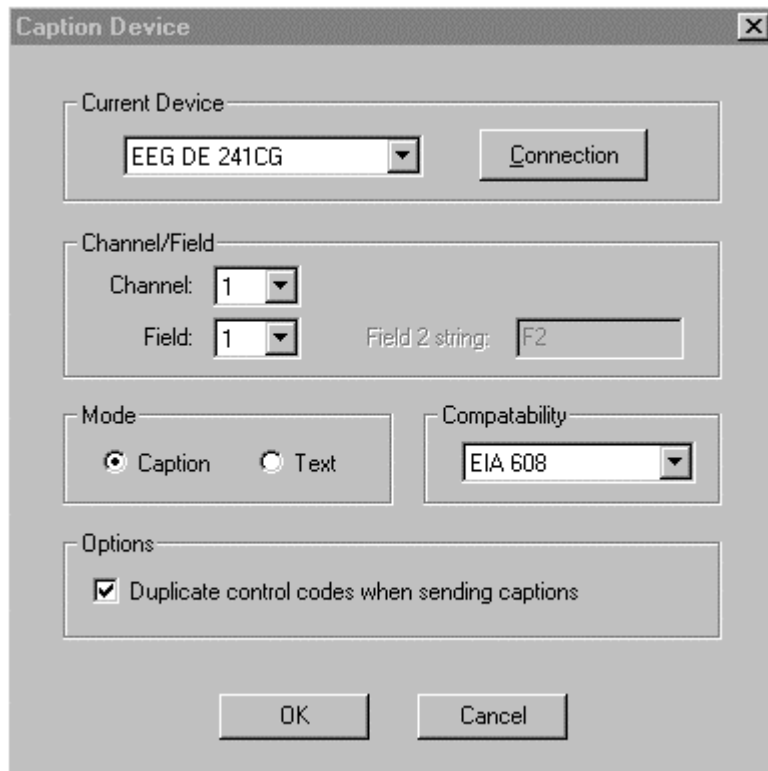 Caption Device
Current Device
EEG DE 241CG
Connection
Channel/Field
Channel: 1
Field: 1 Field 2 string: F2
Mode
Caption Text
Compatability
EIA 608
Options
Duplicate control codes when sending captions
OK Cancel